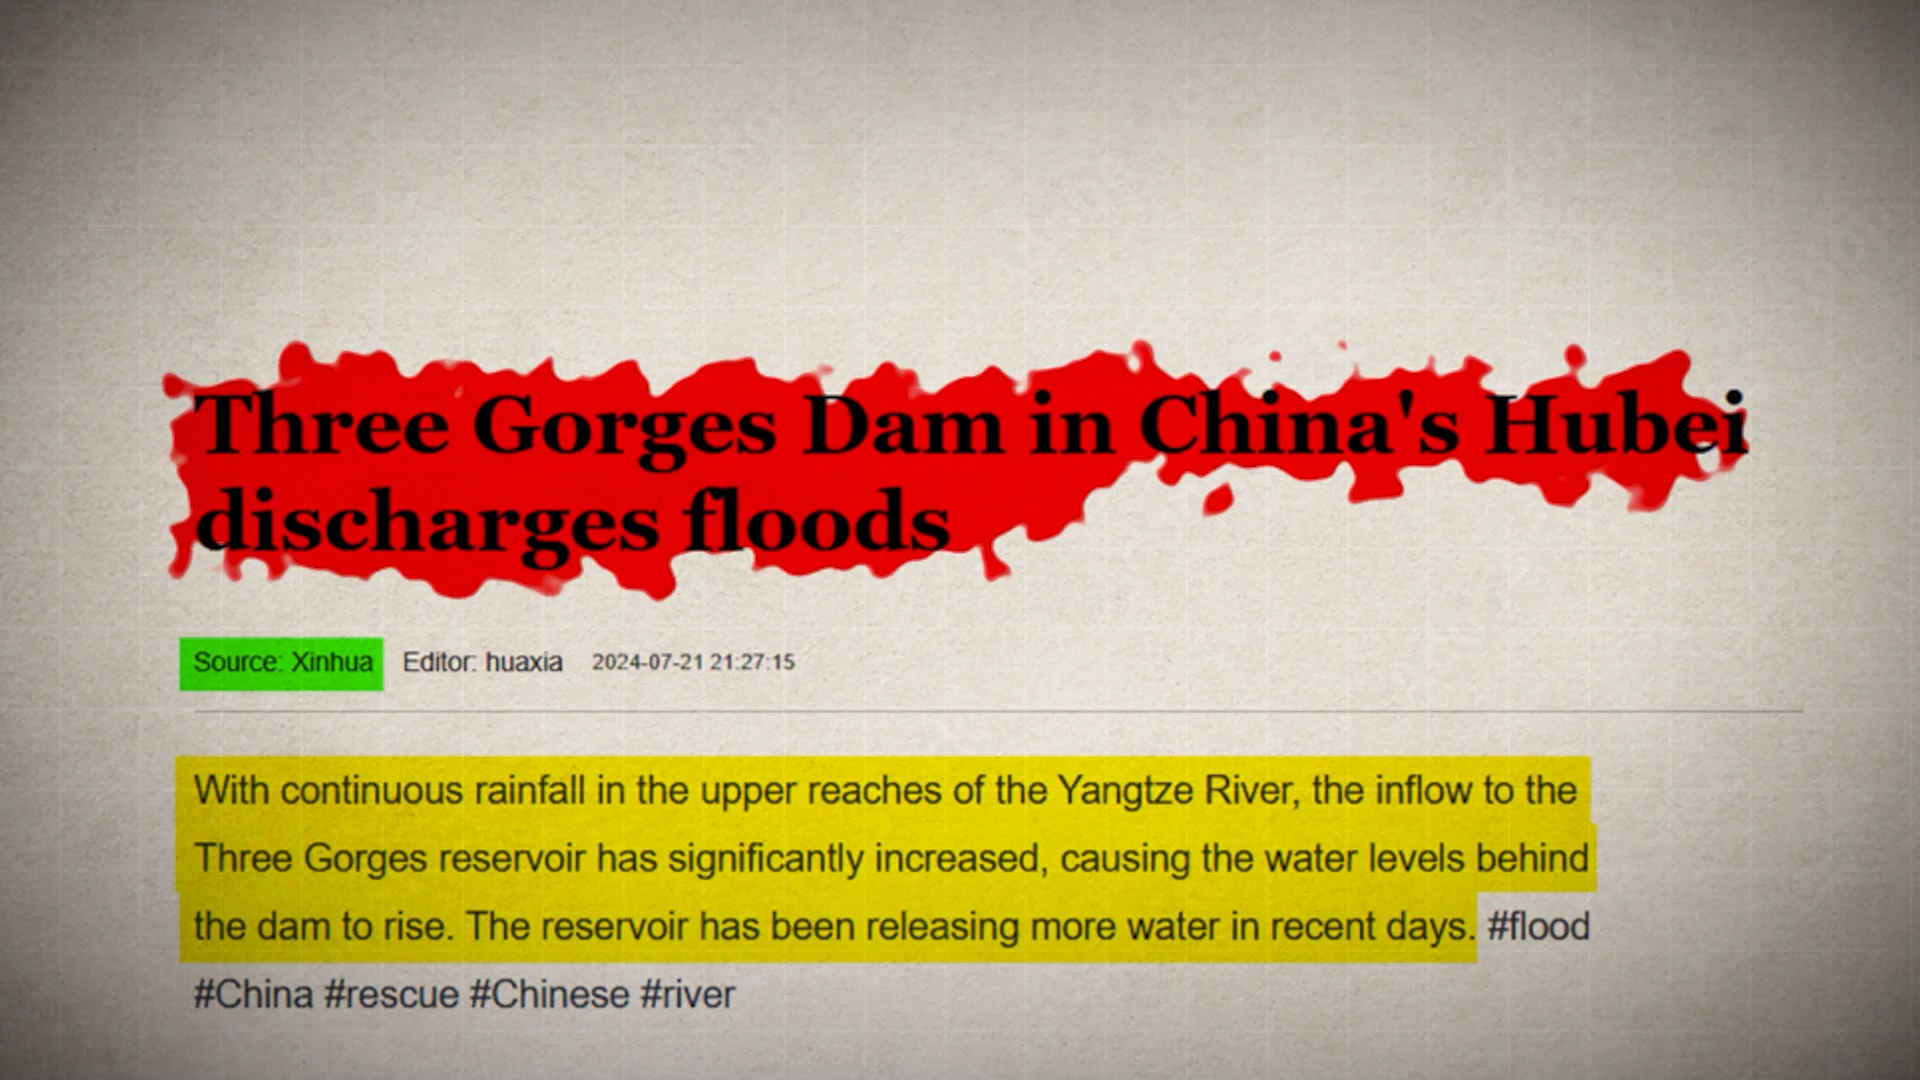 Three Gorges Dam in China's Hubei
discharges floods
Source: Xinhua Editor: huaxia 2024-07-21 21:27:15
With continuous rainfall in the upper reaches of the Yangtze River, the inflow to the
Three Gorges reservoir has significantly increased, causing the water levels behind
the dam to rise. The reservoir has been releasing more water in recent days. #flood
#China #rescue #Chinese #river